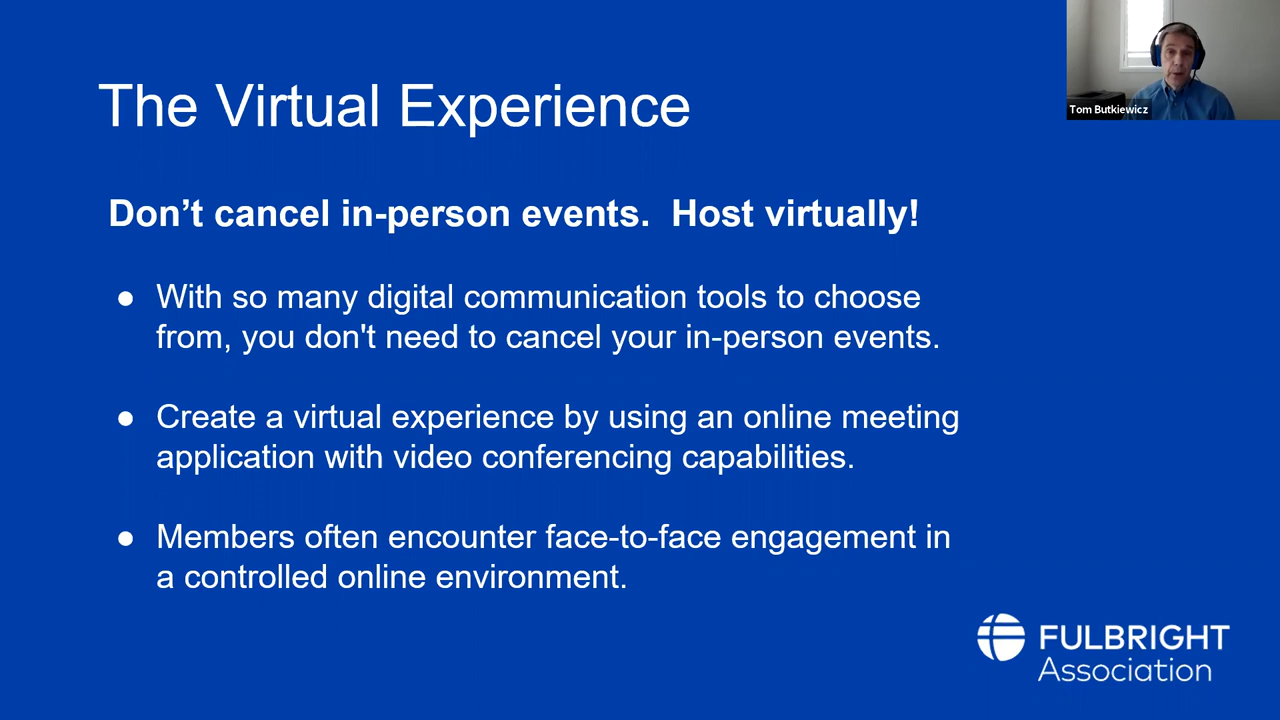 The Virtual Experience
Tom Butkiewicz
Don’t cancel in-person events.  Host virtually!
● With so many digital communication tools to choose
from, you don't need to cancel your in-person events.
● Create a virtual experience by using an online meeting
application with video conferencing capabilities.
● Members often encounter face-to-face engagement in
a controlled online environment.
FULBRIGHT
Association